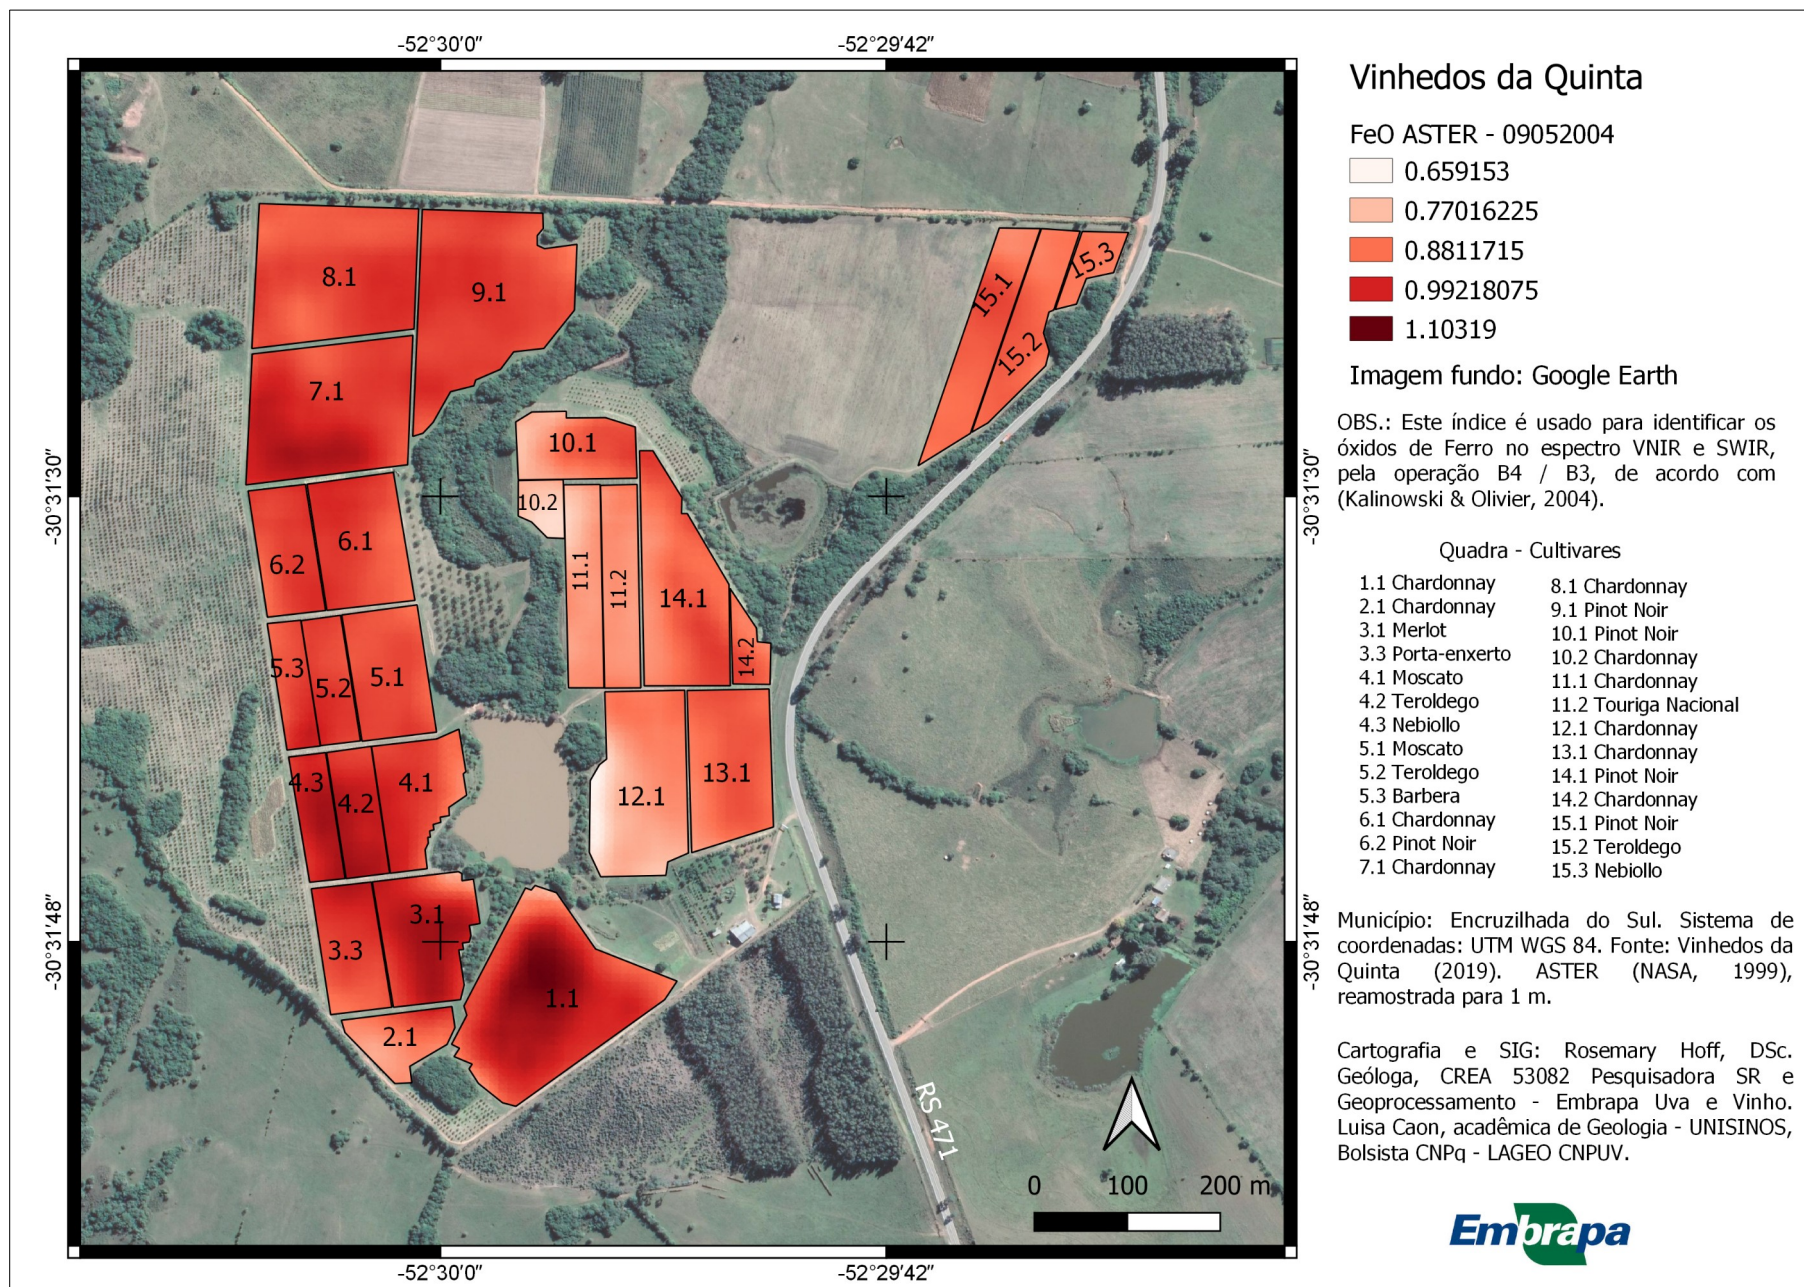 -52°30'0"
-52°29'42"
-30°31'30"
-30°31'48"
-30°31'30"
-30°31'48"
-52°30'0"
-52°29'42"
8.1
9.1
7.1
6.2
6.1
5.3
5.2
5.1
4.3
4.2
4.1
3.3
3.1
2.1
1.1
10.1
10.2
11.1
11.2
14.1
14.2
12.1
13.1
15.1
15.2
15.3
RS 471
0 100 200 m
Vinhedos da Quinta
FeO ASTER - 09052004
0.659153
0.77016225
0.8811715
0.99218075
1.10319
Imagem fundo: Google Earth
OBS.: Este índice é usado para identificar os
óxidos de Ferro no espectro VNIR e SWIR,
pela operação B4 / B3, de acordo com
(Kalinowski & Olivier, 2004).
Quadra - Cultivares
1.1 Chardonnay
2.1 Chardonnay
3.1 Merlot
3.3 Porta-enxerto
4.1 Moscato
4.2 Teroldego
4.3 Nebiollo
5.1 Moscato
5.2 Teroldego
5.3 Barbera
6.1 Chardonnay
6.2 Pinot Noir
7.1 Chardonnay
8.1 Chardonnay
9.1 Pinot Noir
10.1 Pinot Noir
10.2 Chardonnay
11.1 Chardonnay
11.2 Touriga Nacional
12.1 Chardonnay
13.1 Chardonnay
14.1 Pinot Noir
14.2 Chardonnay
15.1 Pinot Noir
15.2 Teroldego
15.3 Nebiollo
Município: Encruzilhada do Sul. Sistema de
coordenadas: UTM WGS 84. Fonte: Vinhedos da
Quinta (2019). ASTER (NASA, 1999),
reamostrada para 1 m.
Cartografia e SIG: Rosemary Hoff, DSc.
Geóloga, CREA 53082 Pesquisadora SR e
Geoprocessamento - Embrapa Uva e Vinho.
Luisa Caon, acadêmica de Geologia - UNISINOS,
Bolsista CNPq - LAGEO CNPUV.
Embrapa